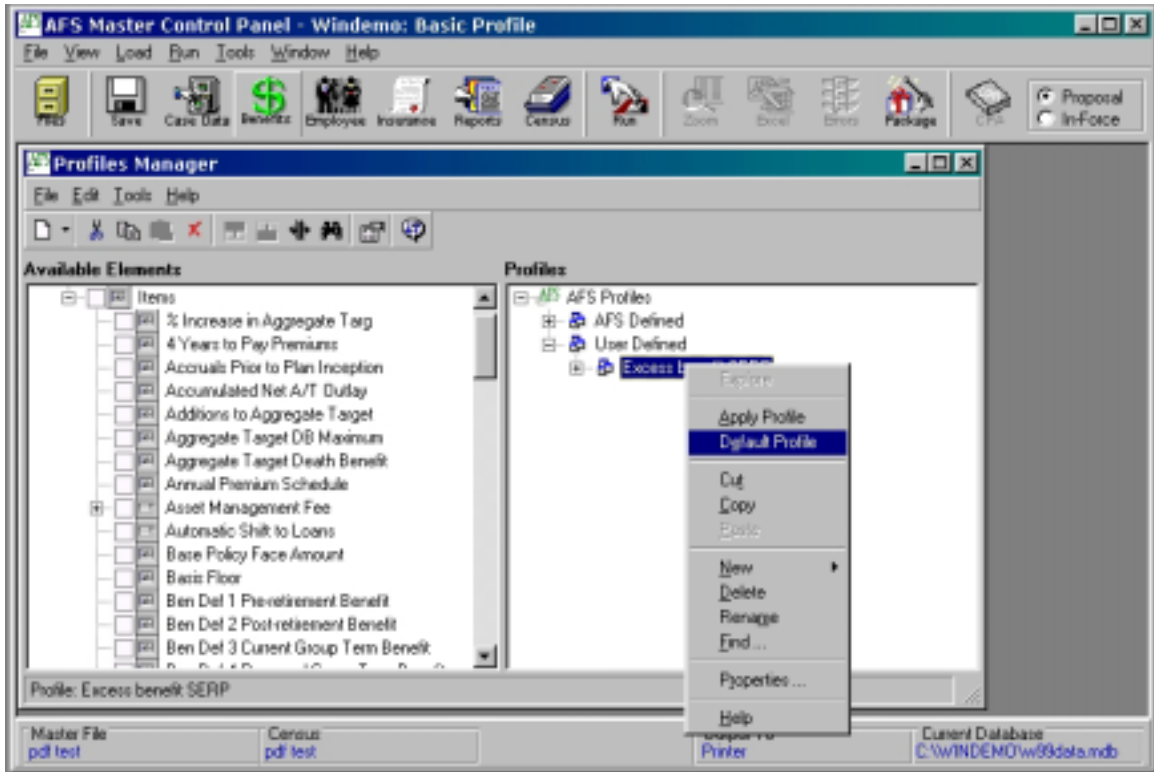 AFS Master Control Panel - Windemo: Basic Profile
File View Load Run Tools Window Help
Files Save Case Data Benefits Employee Insurance Reports Census Run Zoom Excel Errors Package CPA
Proposal
In-Force
Profiles Manager
File Edit Tools Help
Available Elements
Items
% Increase in Aggregate Targ
4 Years to Pay Premiums
Accruals Prior to Plan Inception
Accumulated Net A/T Outlay
Additions to Aggregate Target
Aggregate Target DB Maximum
Aggregate Target Death Benefit
Annual Premium Schedule
Asset Management Fee
Automatic Shift to Loans
Base Policy Face Amount
Basis Floor
Ben Def 1 Pre-retirement Benefit
Ben Def 2 Post-retirement Benefit
Ben Def 3 Current Group Term Benefit
Profiles
AFS Profiles
AFS Defined
User Defined
Excess
Explore
Apply Profile
Default Profile
Cut
Copy
Paste
New
Delete
Rename
Find ...
Properties ...
Help
Profile: Excess benefit SERP
Master File
pdf test
Census
pdf test
Output To
Printer
Current Database
C:\WINDEMO\w99data.mdb